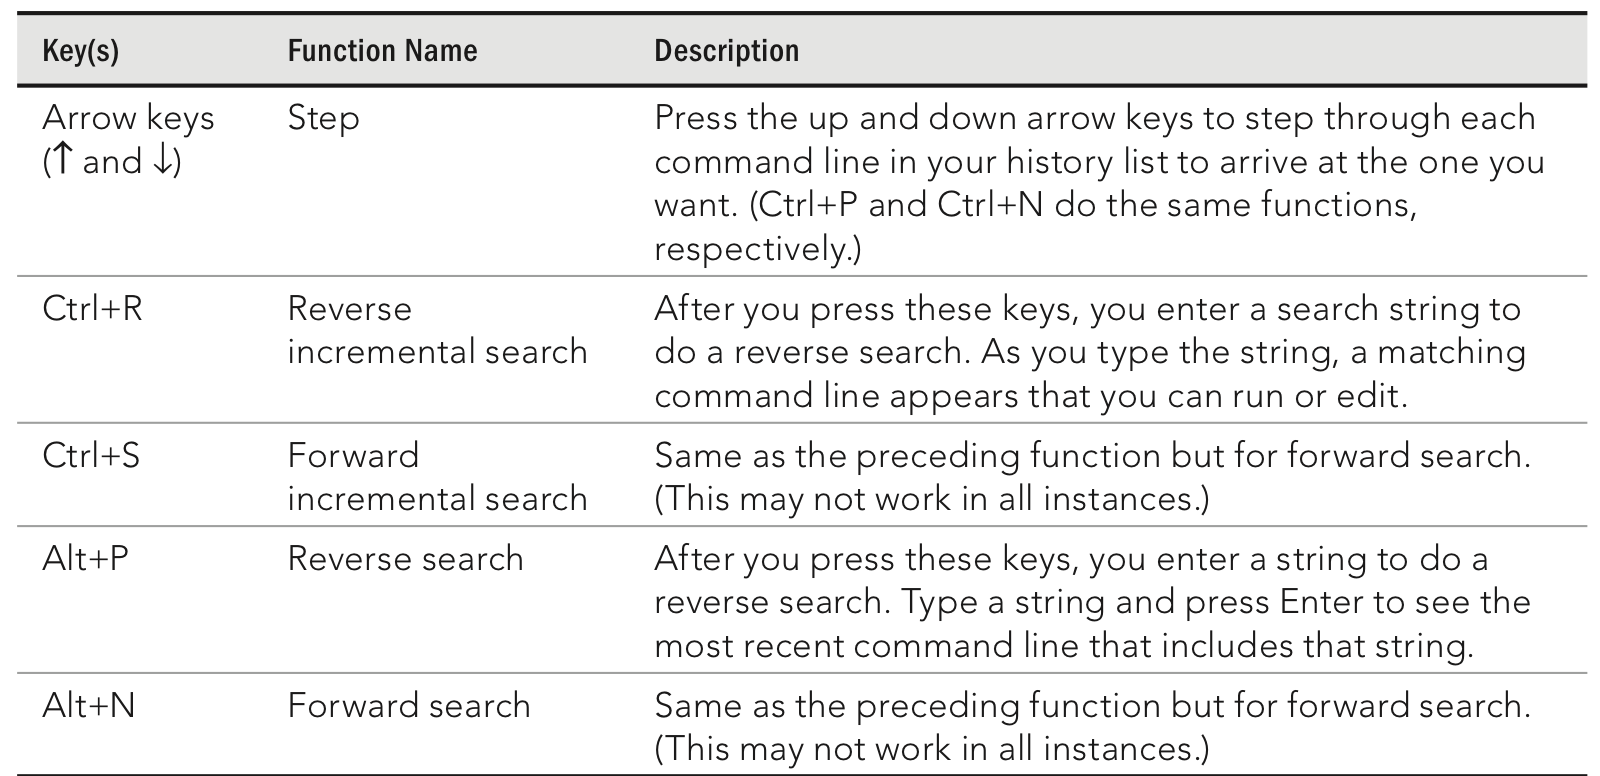 Key(s) Function Name Description
Arrow keys Step Press the up and down arrow keys to step through each
(↑ and ↓) command line in your history list to arrive at the one you
want. (Ctrl+P and Ctrl+N do the same functions,
respectively.)
Ctrl+R Reverse After you press these keys, you enter a search string to
incremental search do a reverse search. As you type the string, a matching
command line appears that you can run or edit.
Ctrl+S Forward Same as the preceding function but for forward search.
incremental search (This may not work in all instances.)
Alt+P Reverse search After you press these keys, you enter a string to do a
reverse search. Type a string and press Enter to see the
most recent command line that includes that string.
Alt+N Forward search Same as the preceding function but for forward search.
(This may not work in all instances.)